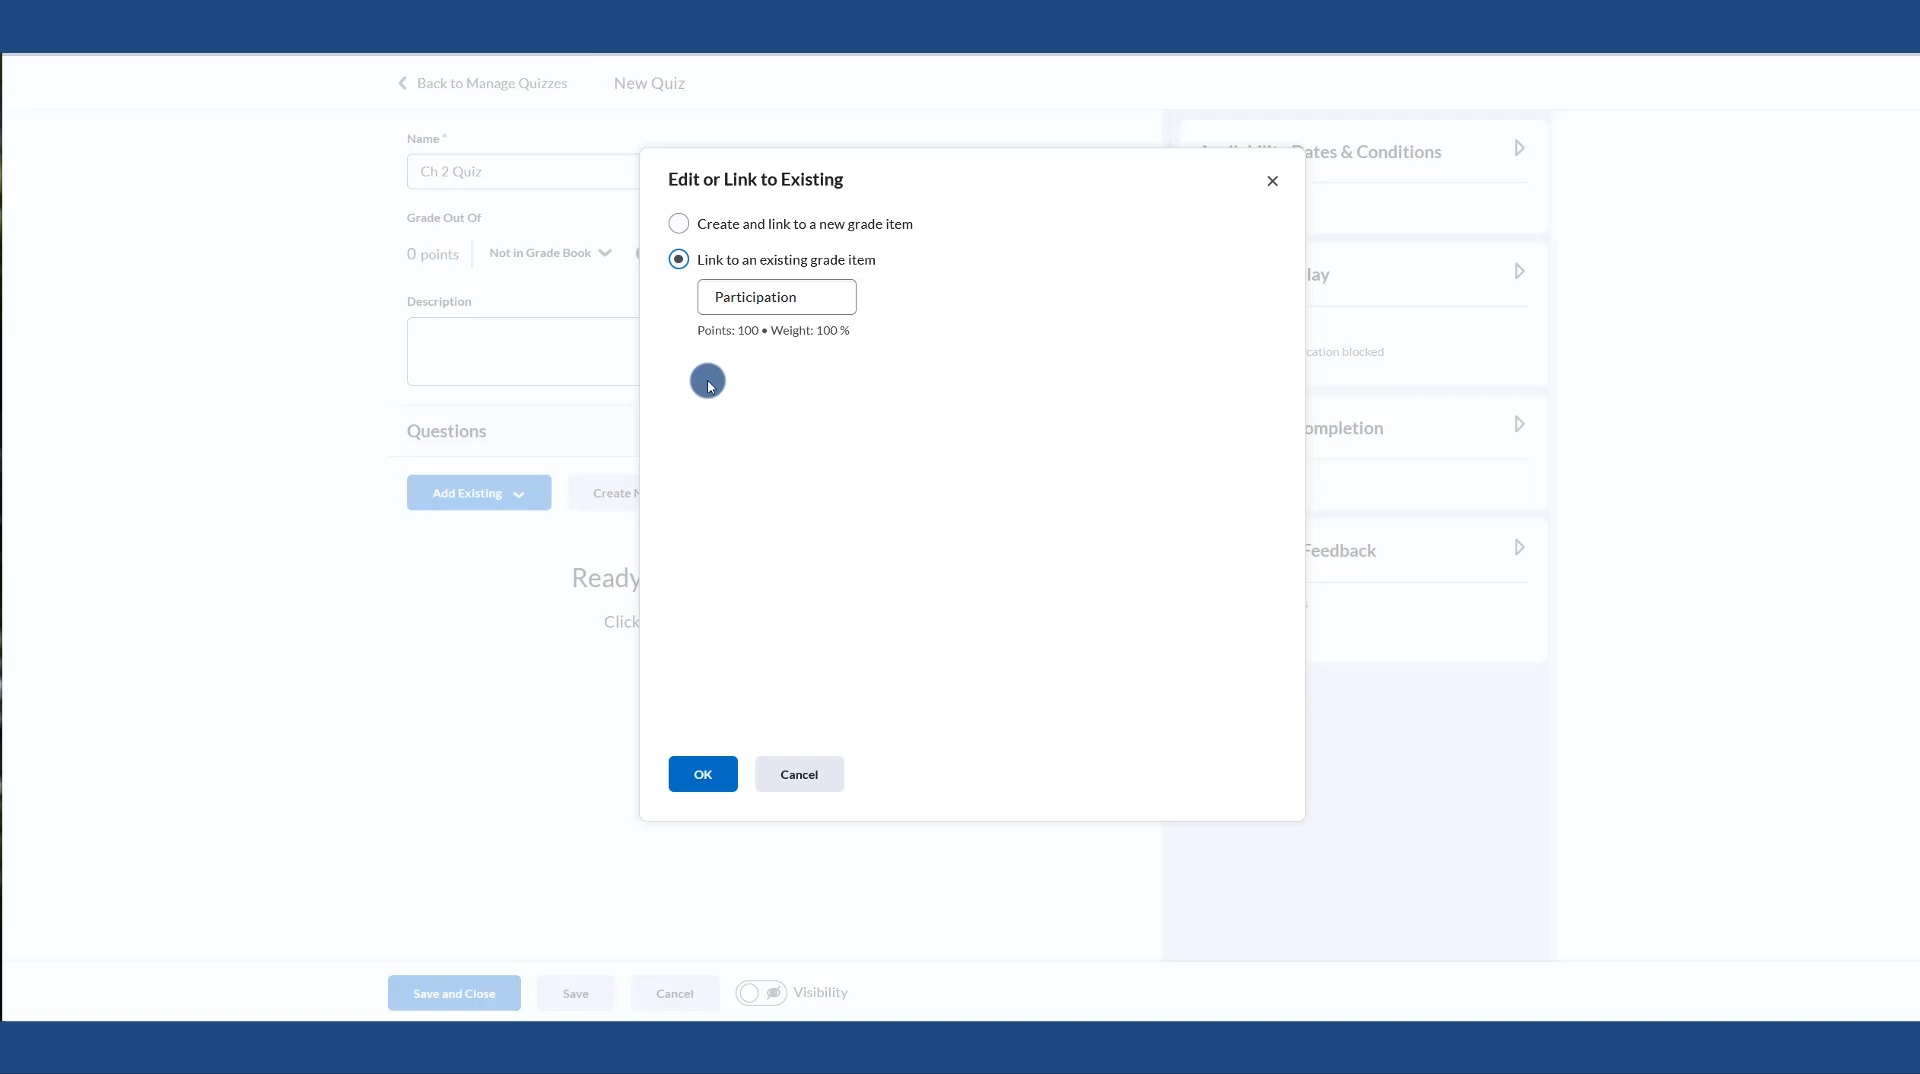 Back to Manage Quizzes New Quiz
Name *
Ch 2 Quiz
Grade Out Of
0 points Not in Grade Book
Description
Questions
Add Existing Create
Ready
Click
Edit or Link to Existing
Create and link to a new grade item
Link to an existing grade item
Participation
Points: 100 • Weight: 100 %
OK Cancel
Dates & Conditions
lay
cation blocked
ompletion
Feedback
Save and Close Save Cancel Visibility